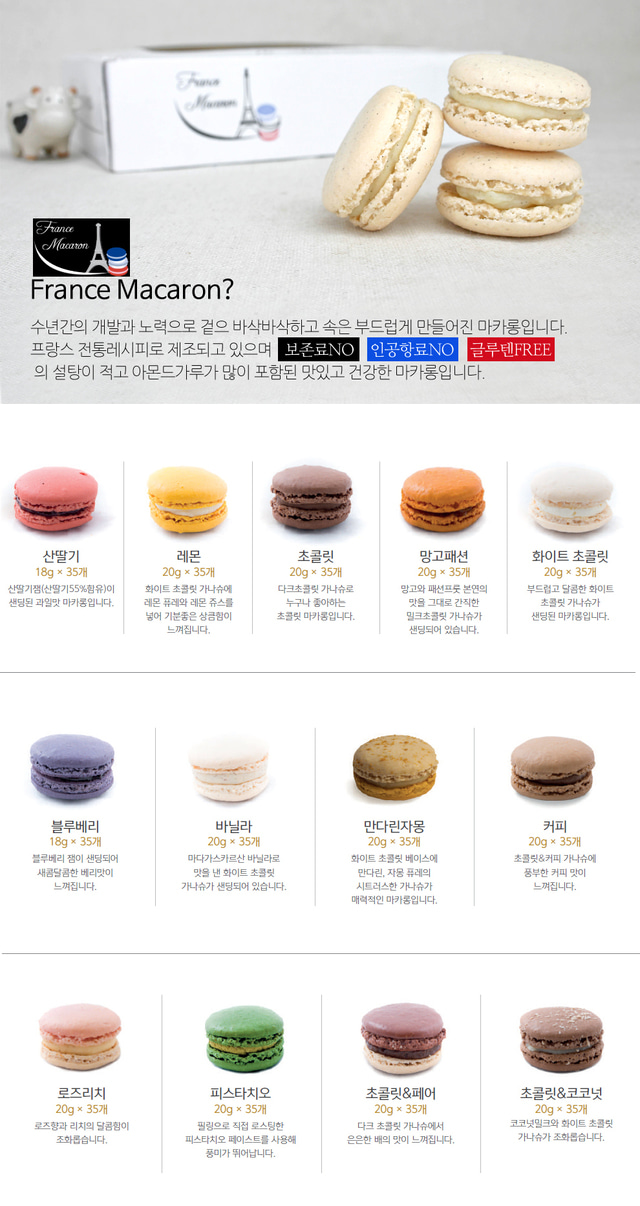 France
Macaron
France
Macaron
France Macaron?
수년간의 개발과 노력으로 겉으 바삭바삭하고 속은 부드럽게 만들어진 마카롱입니다.
프랑스 전통레시피로 제조되고 있으며 보존료NO 인공항료NO 글루텐FREE
의 설탕이 적고 아몬드가루가 많이 포함된 맛있고 건강한 마카롱입니다.
산딸기
18g × 35개
산딸기잼(산딸기55%함유)이
샌딩된 과일맛 마카롱입니다.
레몬
20g × 35개
화이트 초콜릿 가나슈에
레몬 퓨레와 레몬 쥬스를
넣어 기분좋은 상큼함이
느껴집니다.
초콜릿
20g × 35개
다크초콜릿 가나슈로
누구나 좋아하는
초콜릿 마카롱입니다.
망고패션
20g × 35개
망고와 패션프룻 본연의
맛을 그대로 간직한
밀크초콜릿 가나슈가
샌딩되어 있습니다.
화이트 초콜릿
20g × 35개
부드럽고 달콤한 화이트
초콜릿 가나슈가
샌딩된 마카롱입니다.
블루베리
18g × 35개
블루베리 잼이 샌딩되어
새콤달콤한 베리맛이
느껴집니다.
바닐라
20g × 35개
마다가스카르산 바닐라로
맛을 낸 화이트 초콜릿
가나슈가 샌딩되어 있습니다.
만다린자몽
20g × 35개
화이트 초콜릿 베이스에
만다린, 자몽 퓨레의
시트러스한 가나슈가
매력적인 마카롱입니다.
커피
20g × 35개
초콜릿&커피 가나슈에
풍부한 커피 맛이
느껴집니다.
로즈리치
20g × 35개
로즈향과 리치의 달콤함이
조화롭습니다.
피스타치오
20g × 35개
필링으로 직접 로스팅한
피스타치오 페이스트를 사용해
풍미가 뛰어납니다.
초콜릿&페어
20g × 35개
다크 초콜릿 가나슈에서
은은한 배의 맛이 느껴집니다.
초콜릿&코코넛
20g × 35개
코코넛밀크와 화이트 초콜릿
가나슈가 조화롭습니다.